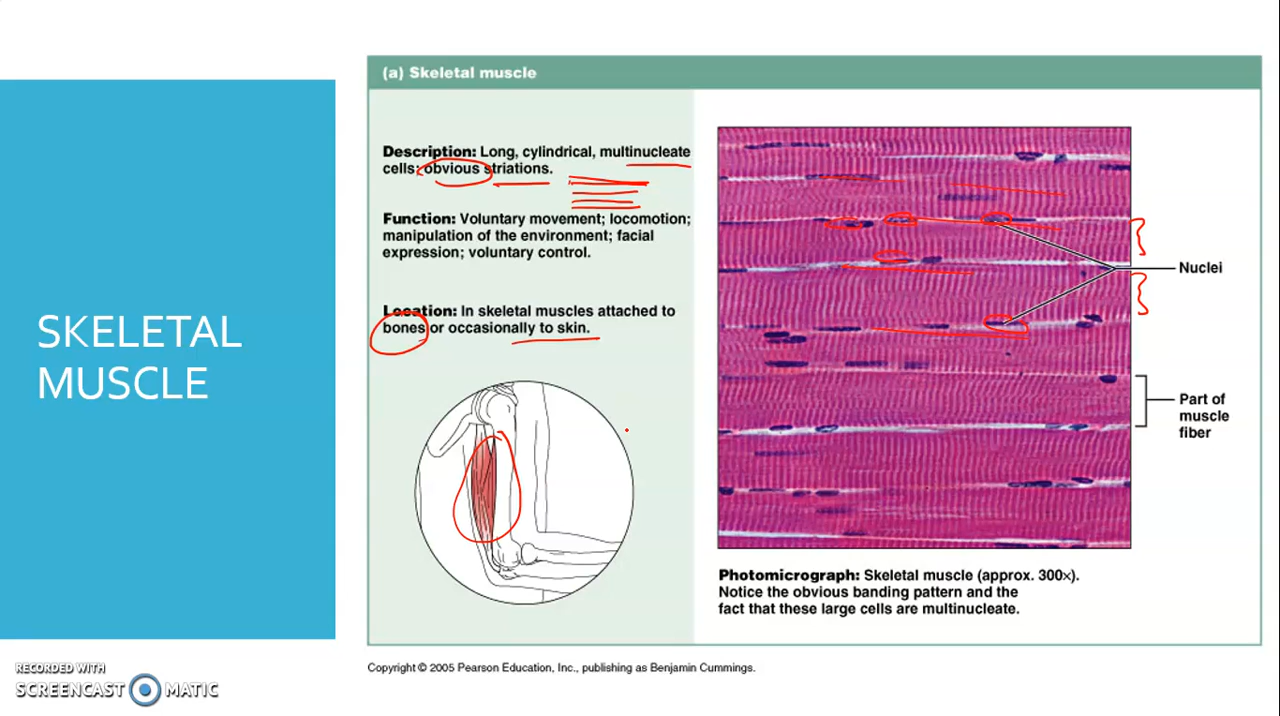 SKELETAL
MUSCLE
(a) Skeletal muscle
Description: Long, cylindrical, multinucleate
cells; obvious striations.
Function: Voluntary movement; locomotion;
manipulation of the environment; facial
expression; voluntary control.
Location: In skeletal muscles attached to
bones or occasionally to skin.
Nuclei
Part of
muscle
fiber
Photomicrograph: Skeletal muscle (approx. 300×).
Notice the obvious banding pattern and the
fact that these large cells are multinucleate.
Copyright © 2005 Pearson Education, Inc., publishing as Benjamin Cummings.
RECORDED WITH
SCREENCAST MATIC